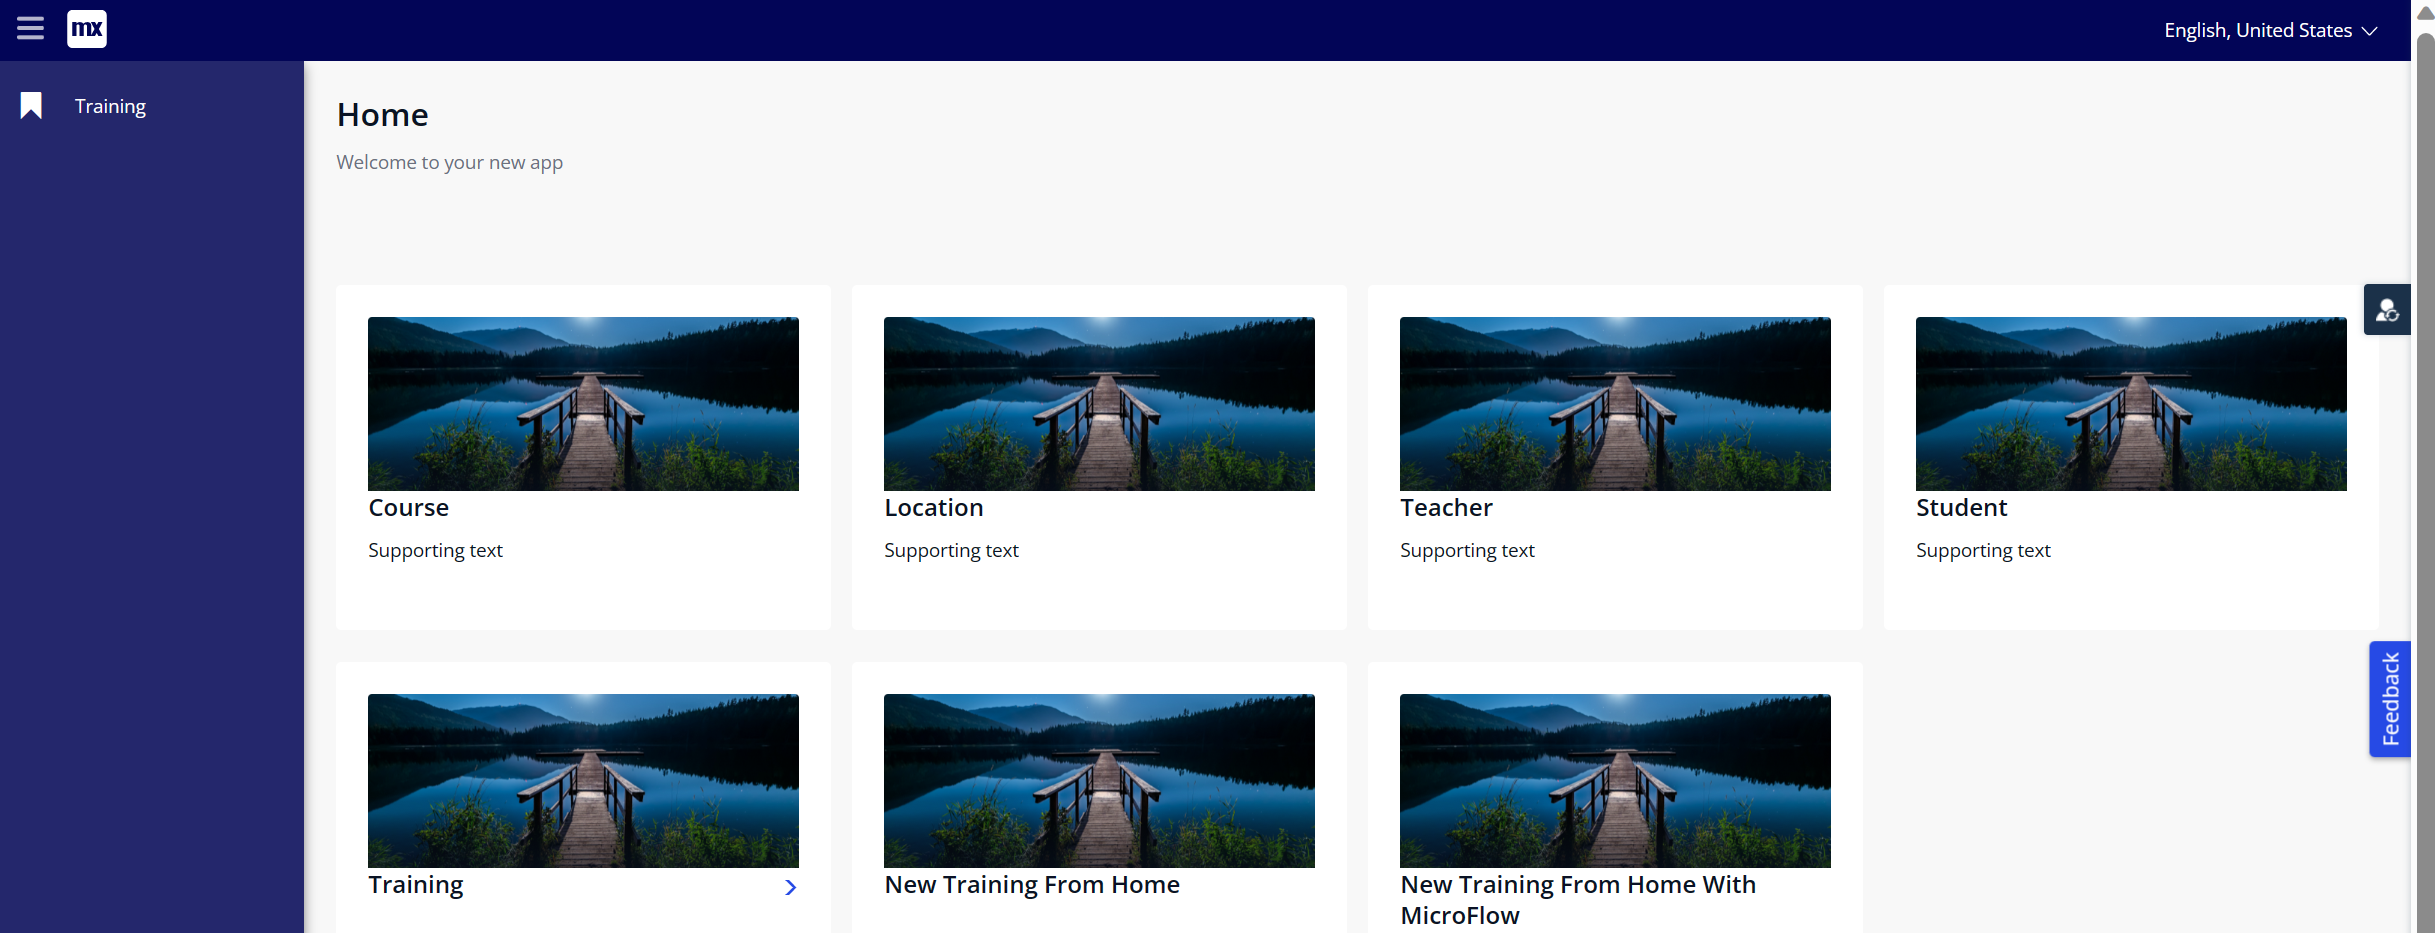 mx
English, United States
Training
Home
Welcome to your new app
Course
Supporting text
Location
Supporting text
Teacher
Supporting text
Student
Supporting text
Feedback
Training
New Training From Home
New Training From Home With
MicroFlow